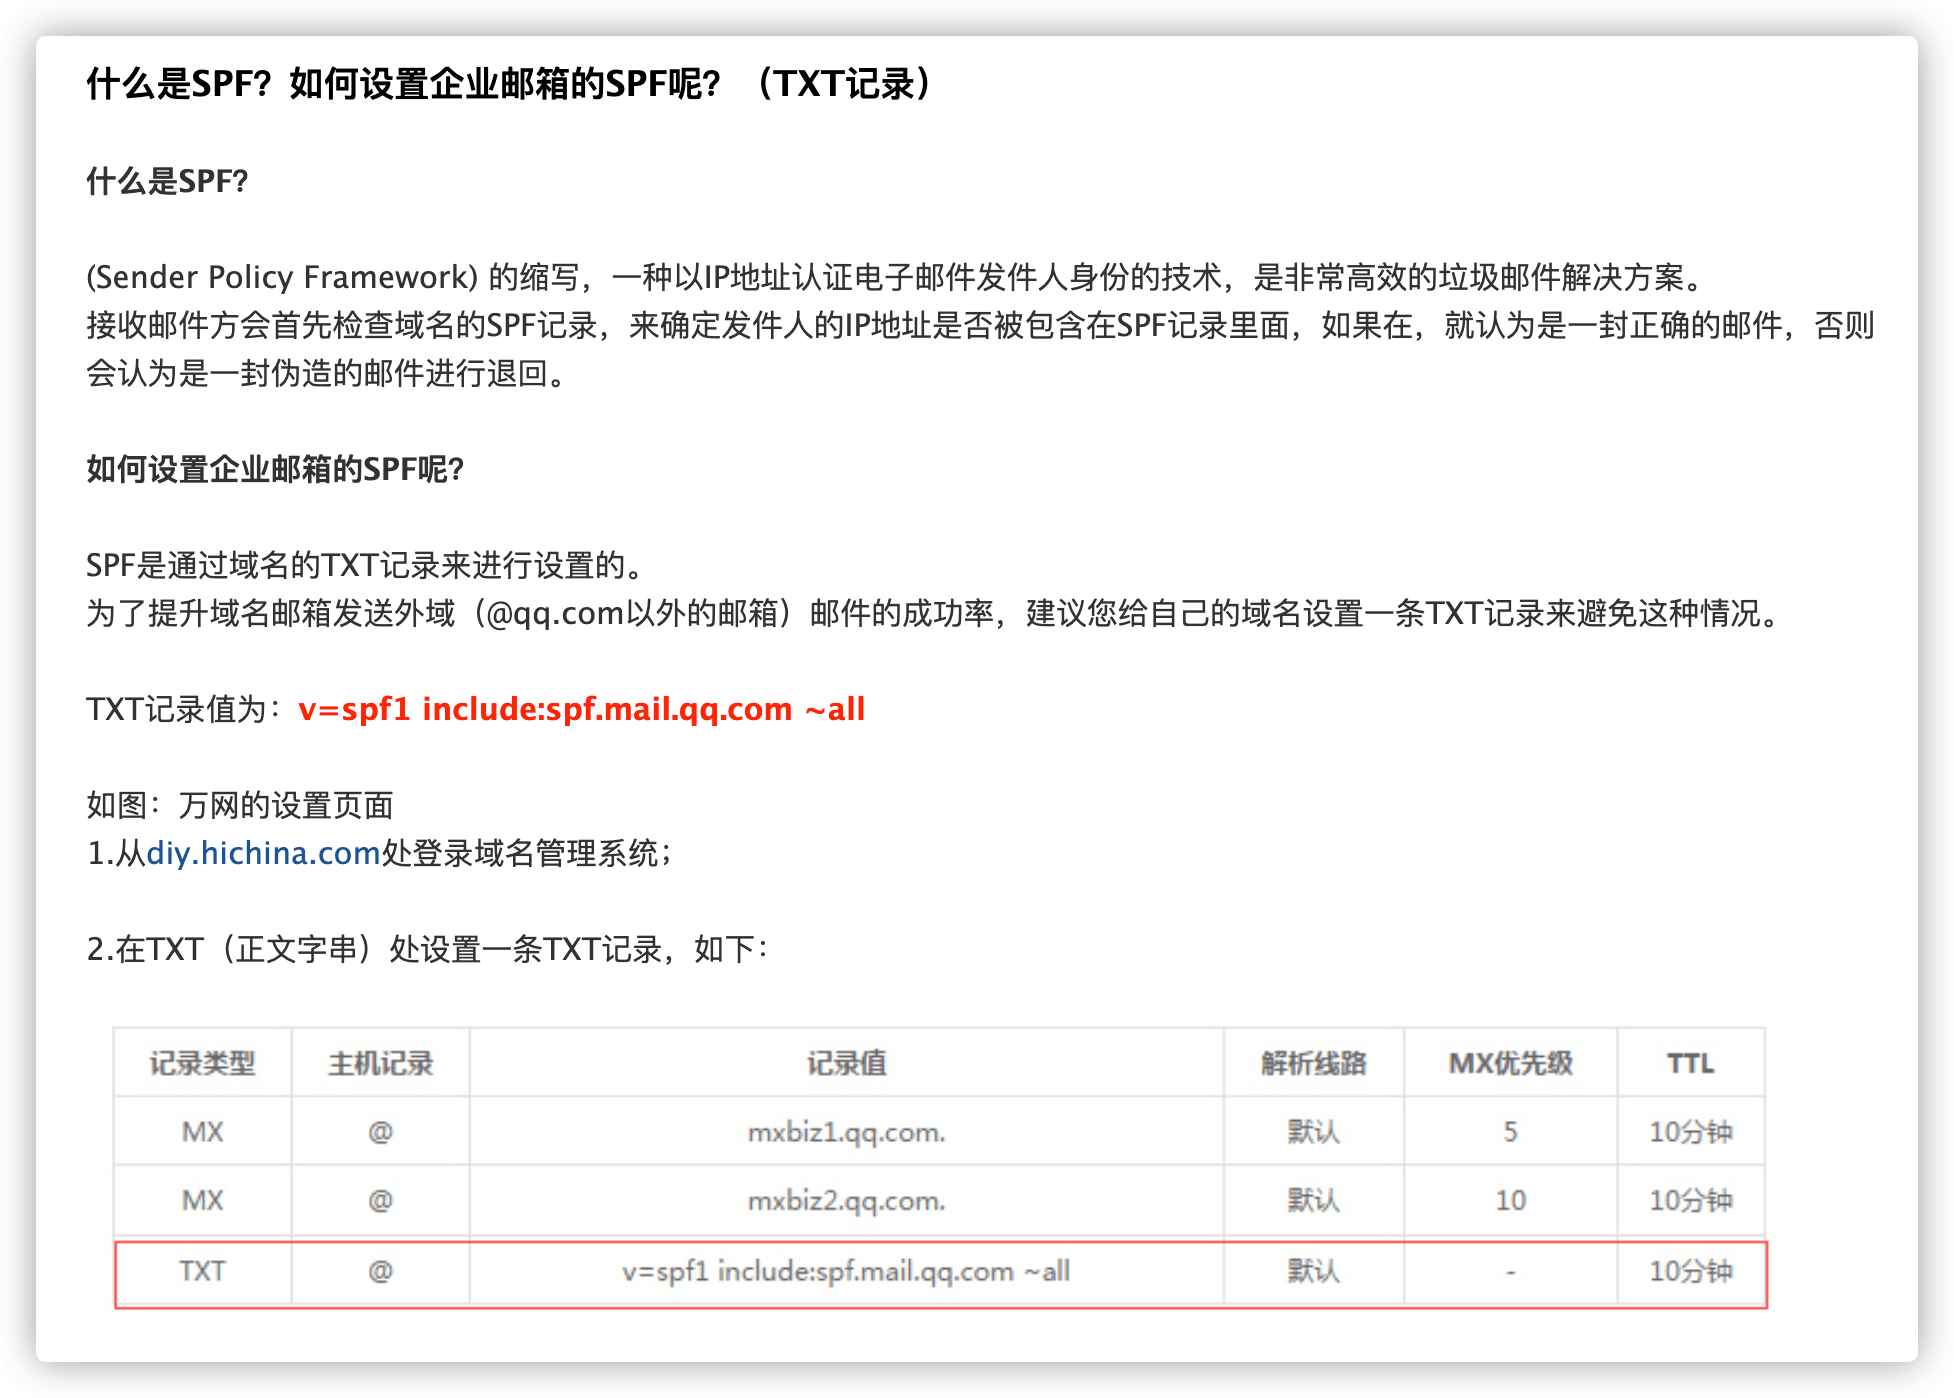 什么是SPF？如何设置企业邮箱的SPF呢？（TXT记录）
什么是SPF？
(Sender Policy Framework) 的缩写，一种以IP地址认证电子邮件发件人身份的技术，是非常高效的垃圾邮件解决方案。
接收邮件方会首先检查域名的SPF记录，来确定发件人的IP地址是否被包含在SPF记录里面，如果在，就认为是一封正确的邮件，否则
会认为是一封伪造的邮件进行退回。
如何设置企业邮箱的SPF呢？
SPF是通过域名的TXT记录来进行设置的。
为了提升域名邮箱发送外域（@qq.com以外的邮箱）邮件的成功率，建议您给自己的域名设置一条TXT记录来避免这种情况。
TXT记录值为：v=spf1 include:spf.mail.qq.com ~all
如图：万网的设置页面
1.从diy.hichina.com处登录域名管理系统；
2.在TXT（正文字串）处设置一条TXT记录，如下：
记录类型 主机记录 记录值 解析线路 MX优先级 TTL
MX @ mxbiz1.qq.com. 默认 5 10分钟
MX @ mxbiz2.qq.com. 默认 10 10分钟
TXT @ v=spf1 include:spf.mail.qq.com ~all 默认 - 10分钟